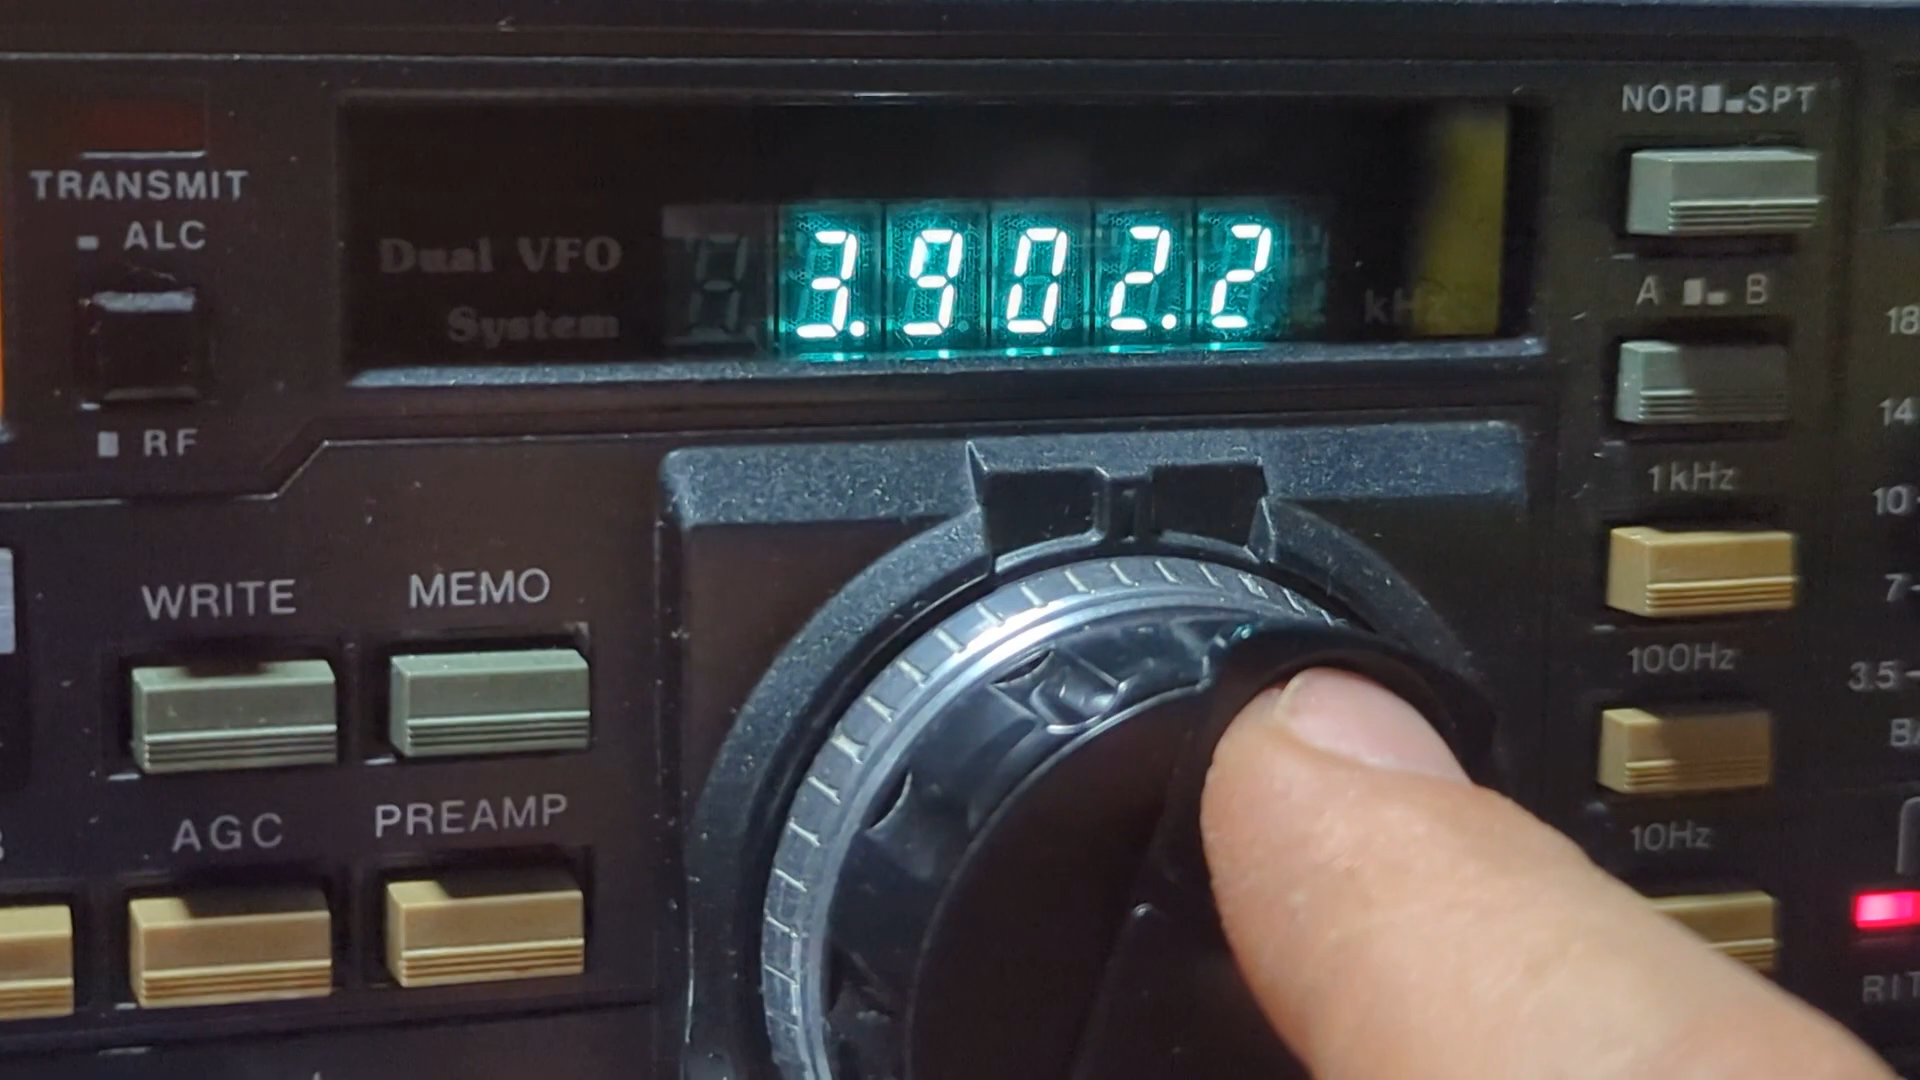 TRANSMIT
ALC
RF
Dual VFO
System
3.902.2
kHz
NOR SPT
A B
1kHz
100Hz
10Hz
WRITE
MEMO
AGC
PREAMP
18
14
10
7
3.5
RIT